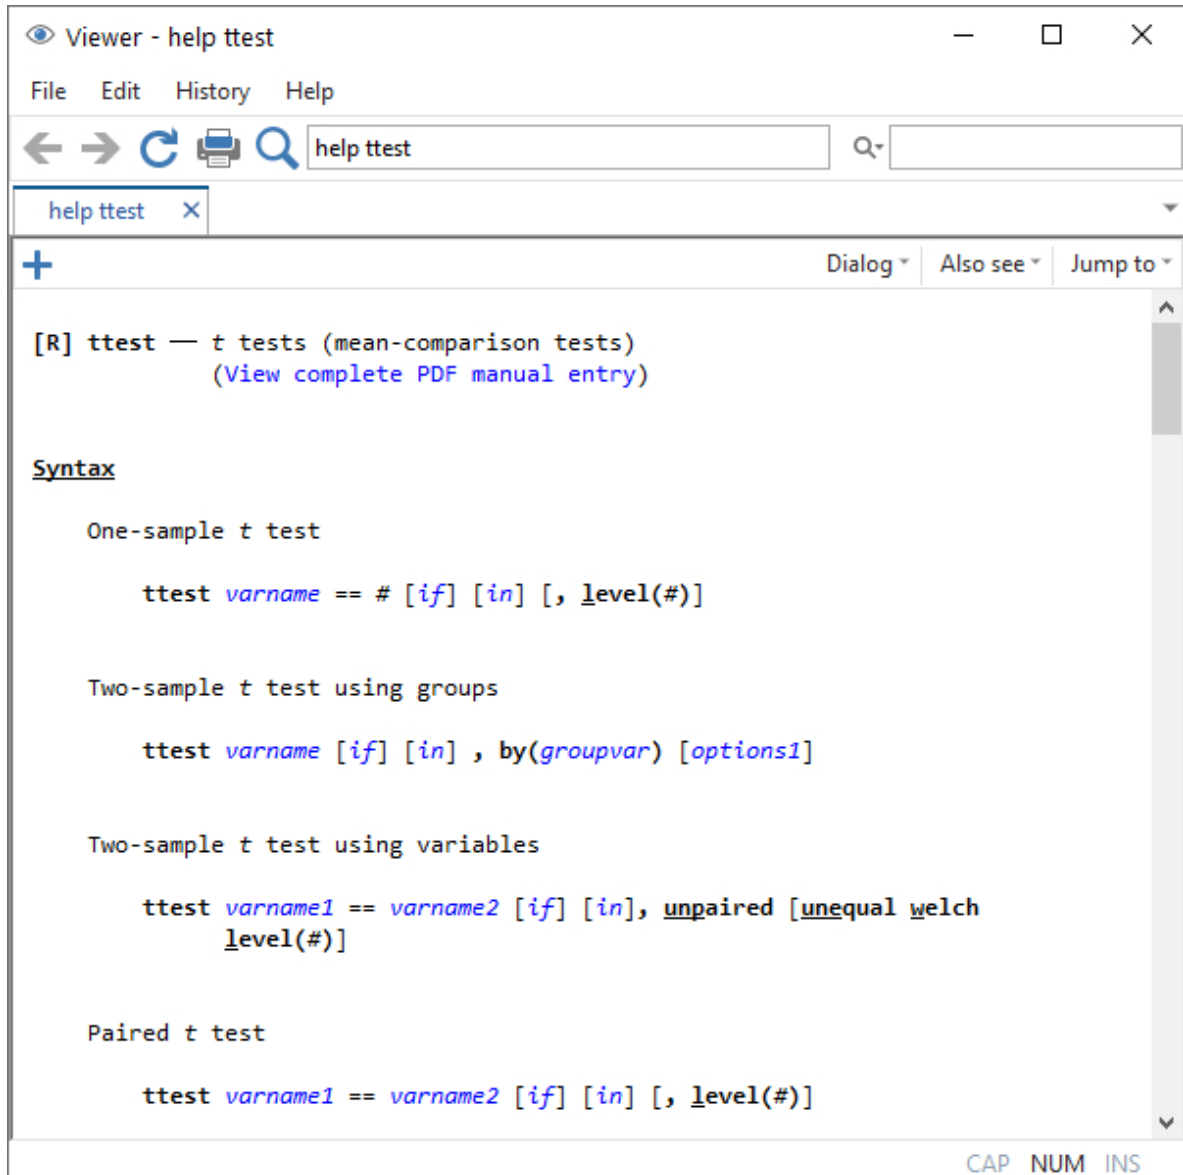 Viewer - help ttest
File Edit History Help
help ttest
help ttest
Dialog Also see Jump to
[R] ttest — t tests (mean-comparison tests)
(View complete PDF manual entry)
Syntax
One-sample t test
ttest varname == # [if] [in] [, level(#)]
Two-sample t test using groups
ttest varname [if] [in] , by(groupvar) [options1]
Two-sample t test using variables
ttest varname1 == varname2 [if] [in], unpaired [unequal welch
level(#)]
Paired t test
ttest varname1 == varname2 [if] [in] [, level(#)]
CAP NUM INS